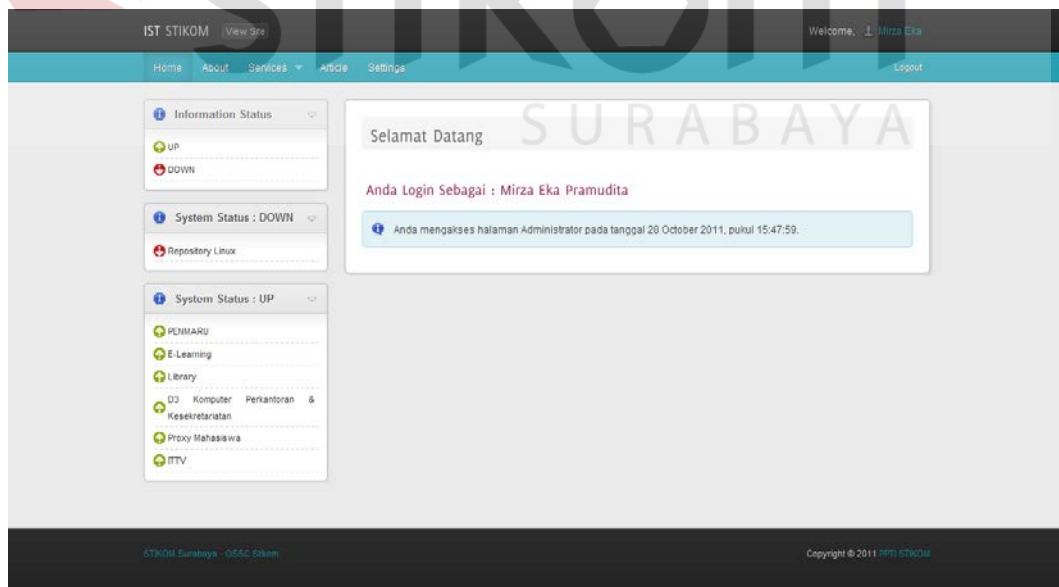 STIKOM
SURABAYA
IST STIKOM View Site
Welcome, Mirza Eka
Home About Services Article Settings
Logout
Information Status
UP
DOWN
System Status : DOWN
Repository Linux
System Status : UP
PENMARU
E-Learning
Library
D3 Komputer Perkantoran &
Kesekretariatan
Proxy Mahasiswa
ITTV
Selamat Datang
Anda Login Sebagai : Mirza Eka Pramudita
Anda mengakses halaman Administrator pada tanggal 28 October 2011, pukul 15:47:59.
STIKOM Surabaya - OSSC Stikom
Copyright © 2011 PPTI STIKOM